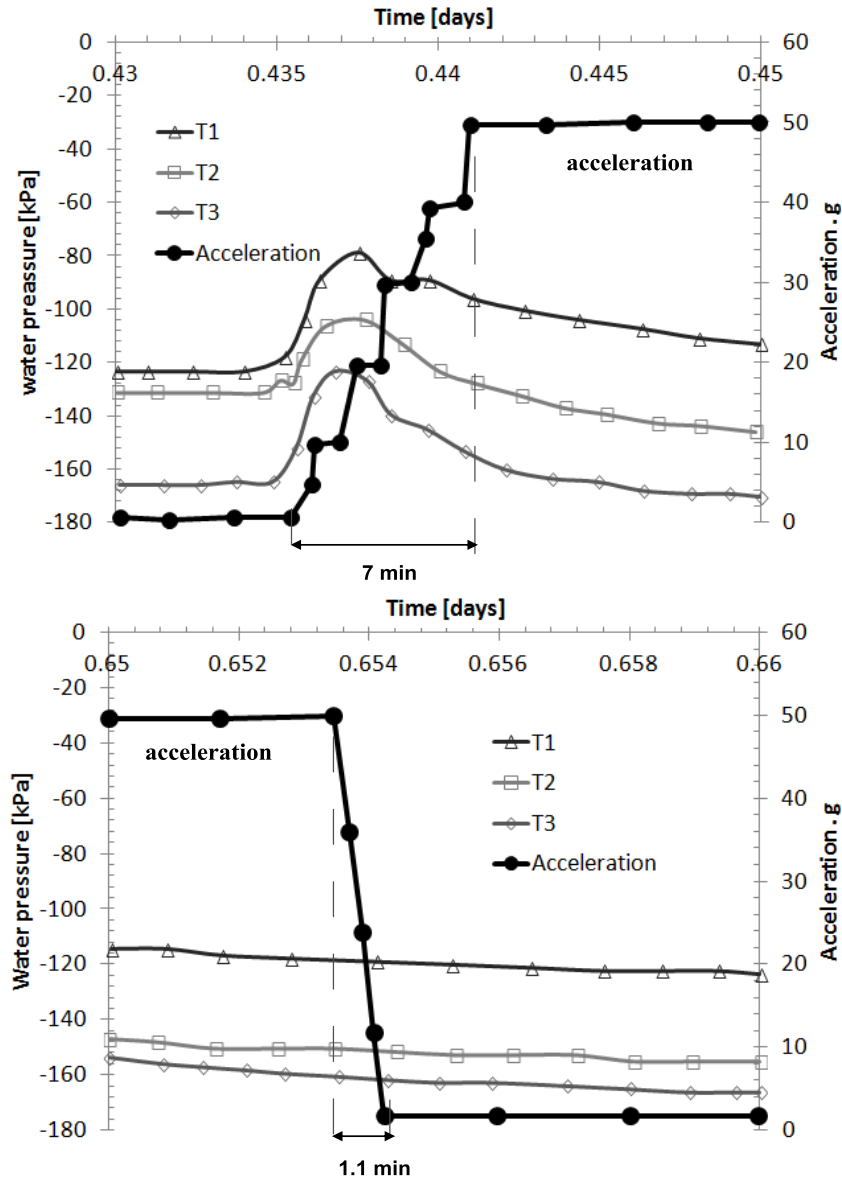 Time [days]
0
60
0.43
0.435
0.44
0.445
0.45
-20
50
T1
-40
acceleration
T2
-60
40
T3
-80
Acceleration
30
-100
-120
20
-140
10
-160
-180
0
water preassure [kPa]
Acceleration . g
7 min
Time [days]
0
60
0.65
0.652
0.654
0.656
0.658
0.66
-20
50
acceleration
T1
-40
T2
-60
40
T3
-80
Acceleration
30
-100
-120
20
-140
10
-160
-180
0
Water pressure [kPa]
Acceleration . g
1.1 min